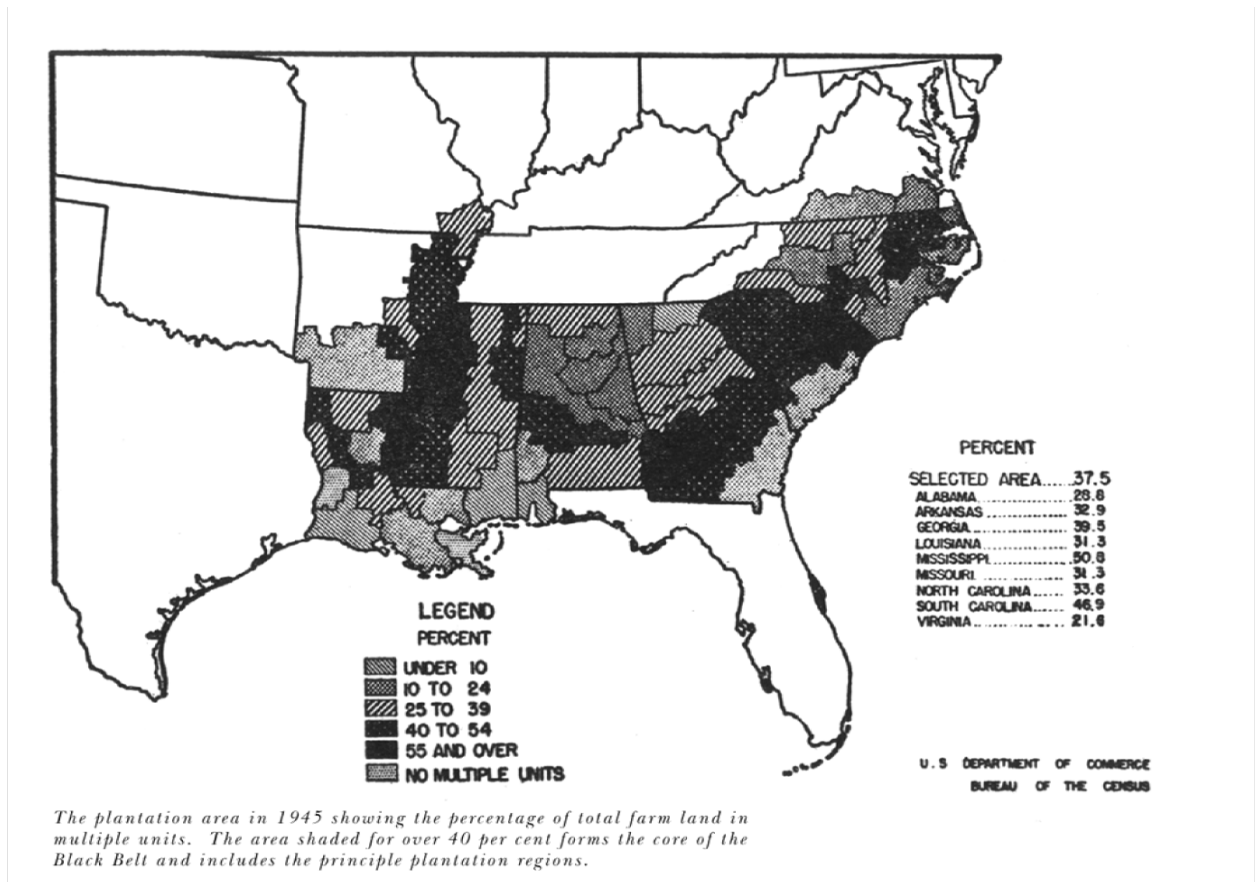 PERCENT
SELECTED AREA......37.5
ALABAMA....................28.8
ARKANSAS ................32.9
GEORGIA....................39.5
LOUISIANA..................31.3
MISSISSIPPI................50.8
MISSOURI. ................31.3
NORTH CAROLINA......33.6
SOUTH CAROLINA......46.9
VIRGINIA....................21.6
LEGEND
PERCENT
UNDER 10
10 TO 24
25 TO 39
40 TO 54
55 AND OVER
NO MULTIPLE UNITS
U.S DEPARTMENT OF COMMERCE
BUREAU OF THE CENSUS
The plantation area in 1945 showing the percentage of total farm land in
multiple units. The area shaded for over 40 per cent forms the core of the
Black Belt and includes the principle plantation regions.